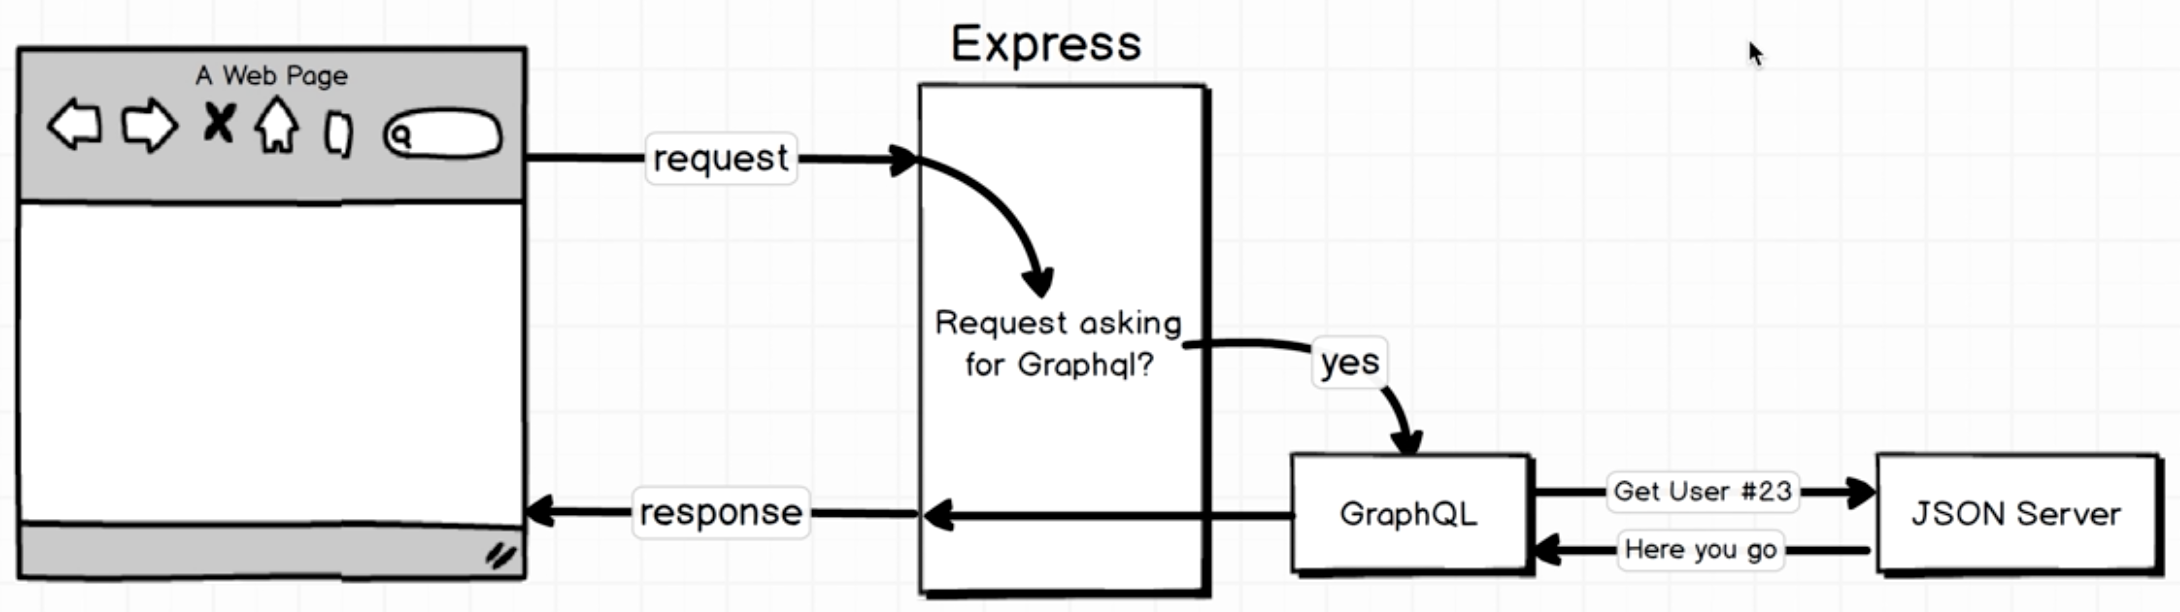 Express
A Web Page
request
Request asking
for Graphql?
yes
response
GraphQL
Get User #23
Here you go
JSON Server